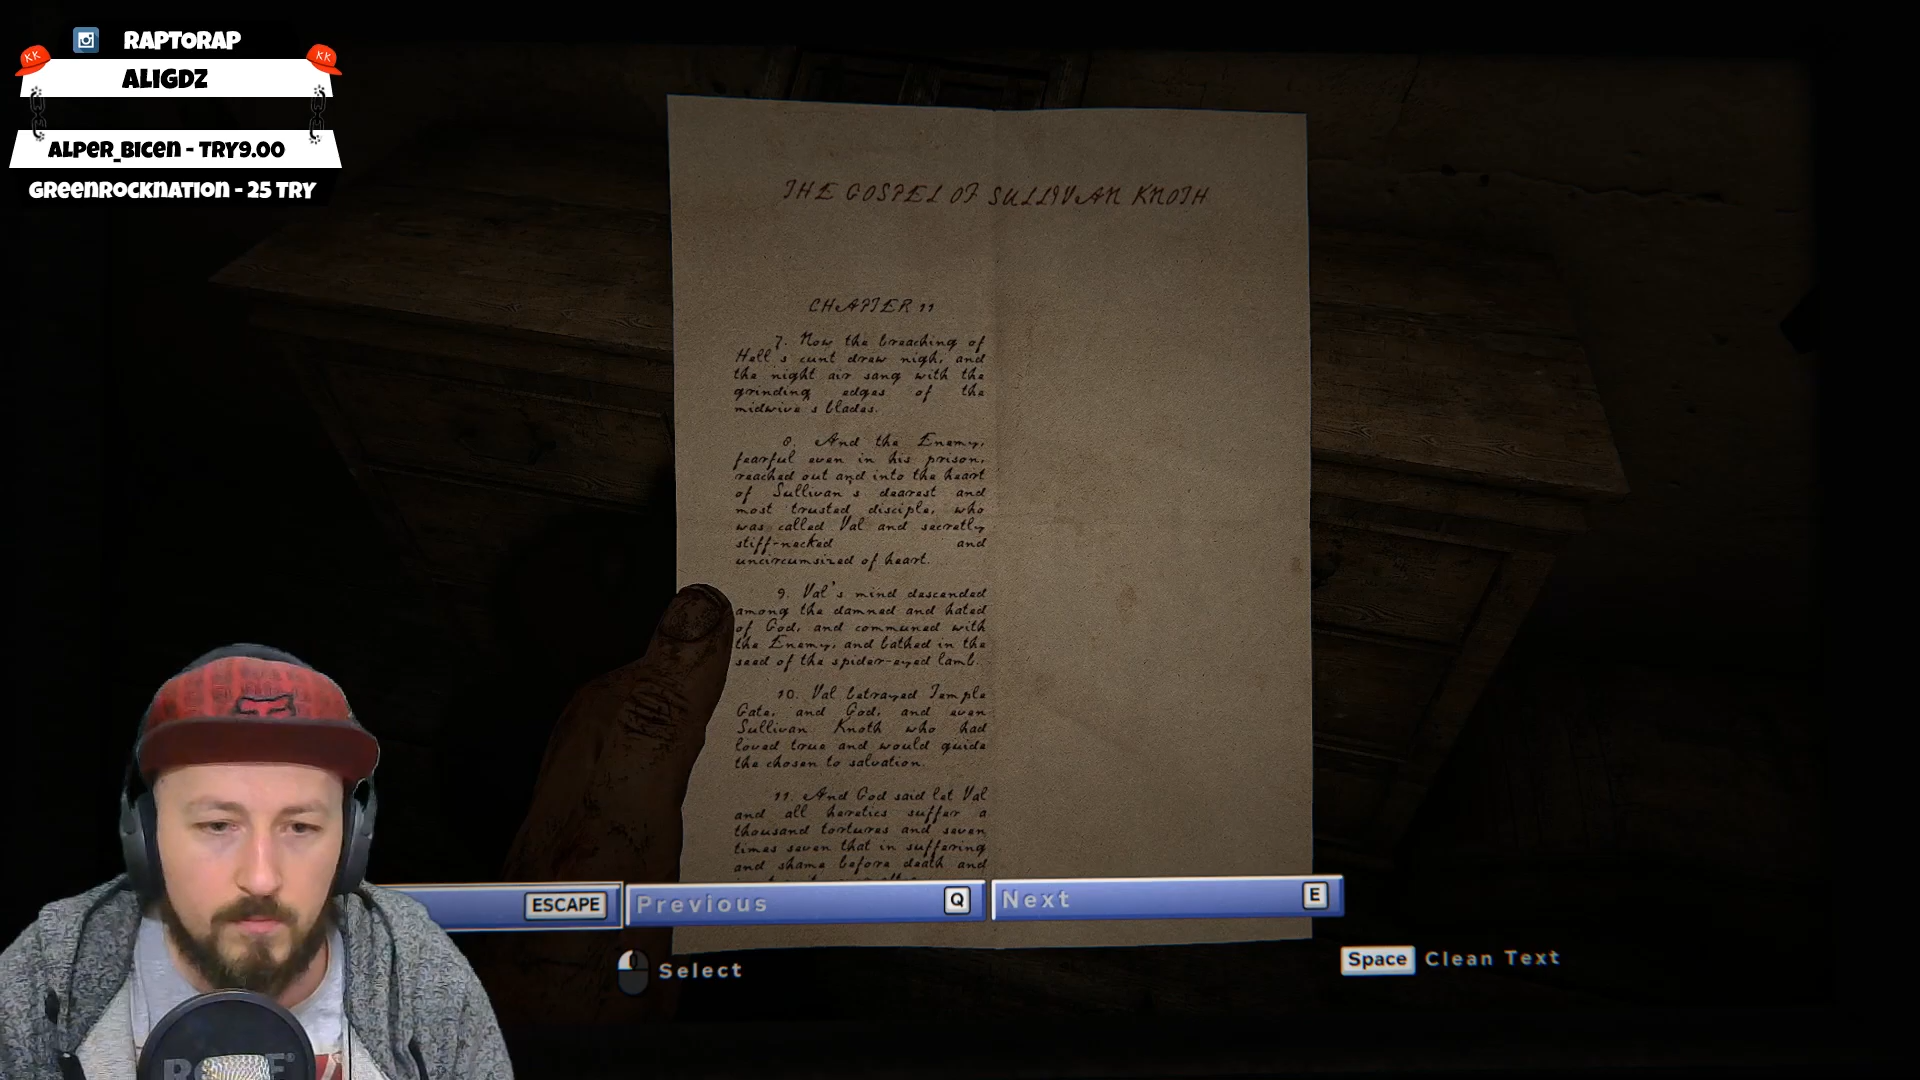 RAPTORAP
KK
KK
ALIGDZ
ALPER_BICEN - TRY9.00
GREENROCKNATION - 25 TRY
THE GOSPEL OF SULLIVAN KNOTH
CHAPTER 11
7. Now the breaching of
Hell s cunt drew nigh, and
the night air sang with the
grinding edges of the
midwive s blades.
8. And the Enemy,
fearful even in his prison,
reached out and into the heart
of Sullivan s dearest and
most trusted disciple, who
was called Val and secretly
stiff-necked and
uncircumsized of heart.
9. Val's mind descended
among the damned and hated
of God, and communed with
the Enemy, and bathed in the
seed of the spider-eyed lamb.
10. Val betrayed Temple
Gate, and God, and even
Sullivan Knoth who had
loved true and would guide
the chosen to salvation.
11. And God said let Val
and all heretics suffer a
thousand tortures and seven
times seven that in suffering
and shame before death and
ESCAPE
Previous Q
Next E
Select
Space Clean Text